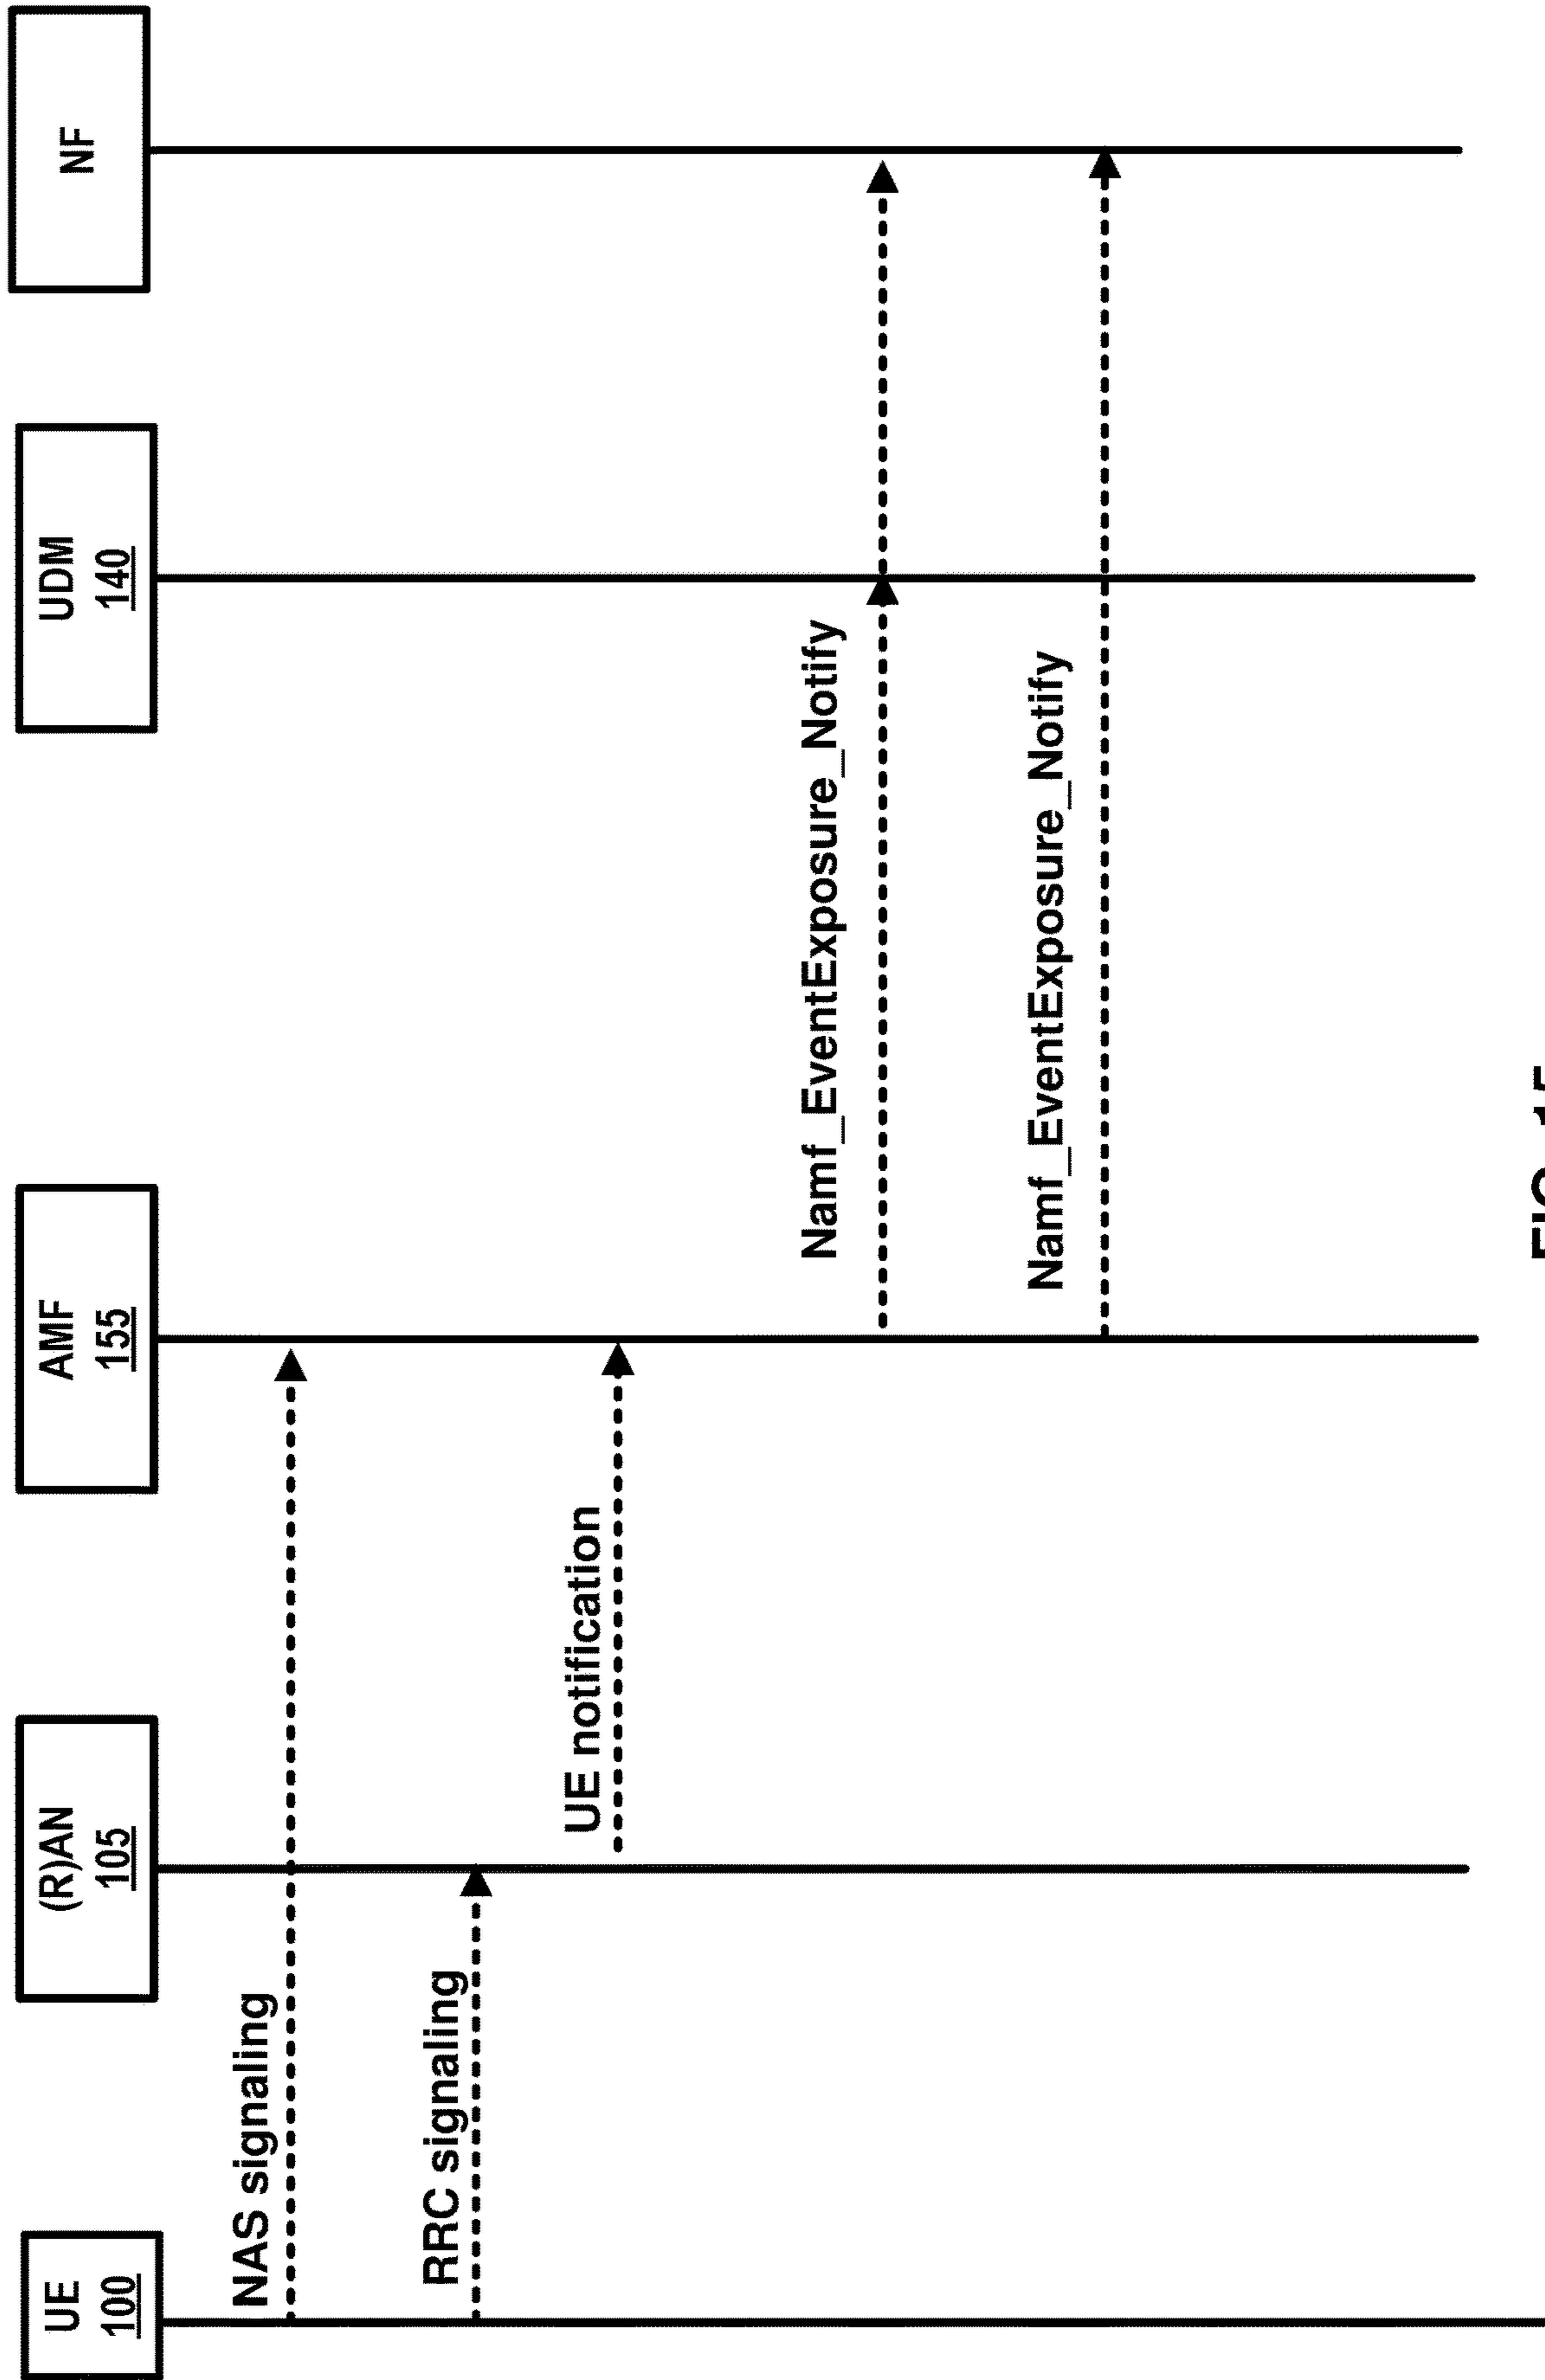 UE
100
(R)AN
105
AMF
155
UDM
140
NF
NAS signaling
RRC signaling
UE notification
Namf_EventExposure_Notify
Namf_EventExposure_Notify